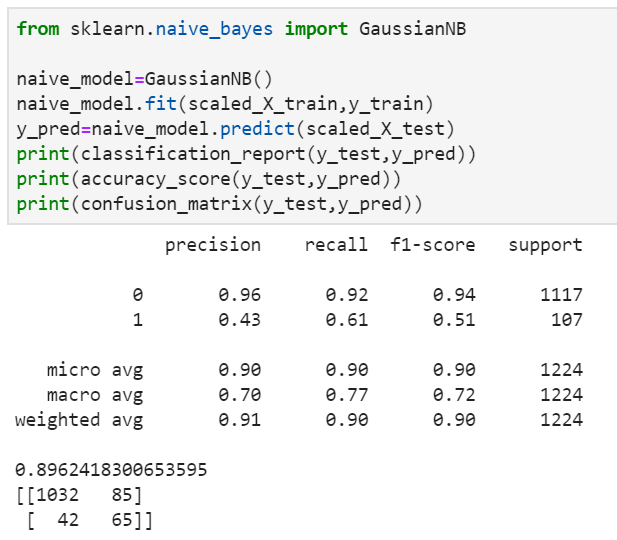 from sklearn.naive_bayes import GaussianNB
naive_model=GaussianNB()
naive_model.fit(scaled_X_train,y_train)
y_pred=naive_model.predict(scaled_X_test)
print(classification_report(y_test,y_pred))
print(accuracy_score(y_test,y_pred))
print(confusion_matrix(y_test,y_pred))
precision recall f1-score support
0 0.96 0.92 0.94 1117
1 0.43 0.61 0.51 107
micro avg 0.90 0.90 0.90 1224
macro avg 0.70 0.77 0.72 1224
weighted avg 0.91 0.90 0.90 1224
0.8962418300653595
[[1032 85]
[ 42 65]]